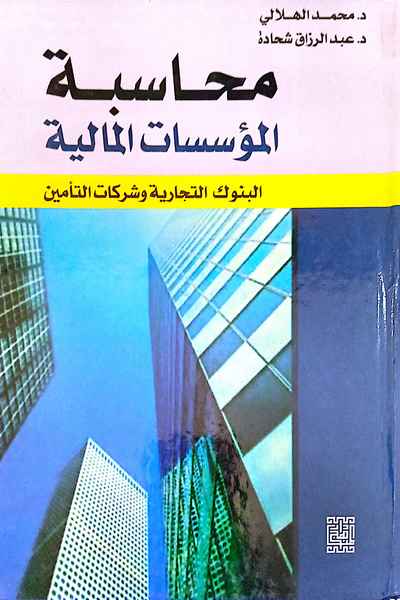 د. محمد الهلالي
د. عبد الرزاق شحادة
محاسبة
المؤسسات المالية
البنوك التجارية وشركات التأمين